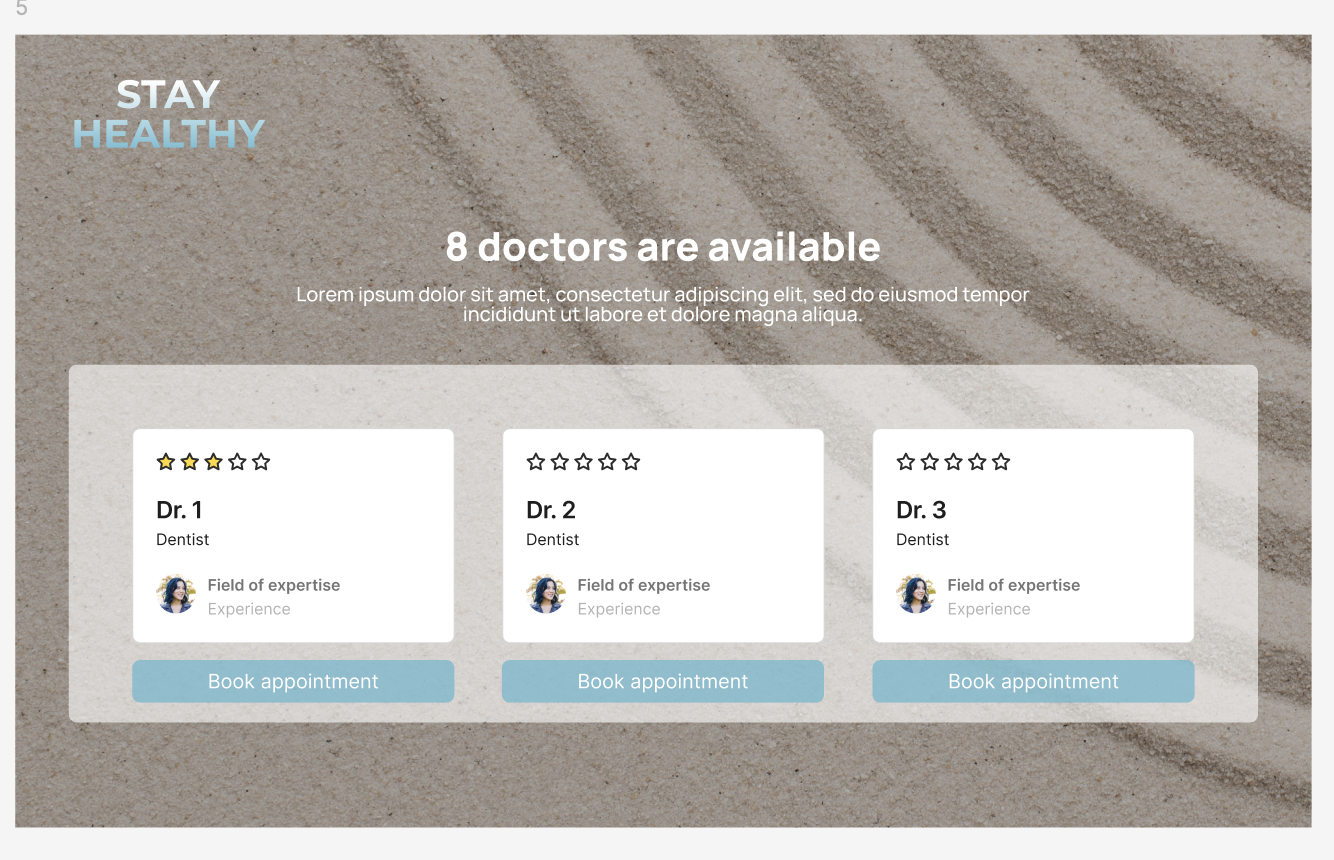 5
STAY
HEALTHY
8 doctors are available
Lorem ipsum dolor sit amet, consectetur adipiscing elit, sed do eiusmod tempor
incididunt ut labore et dolore magna aliqua.
Dr. 1
Dentist
Field of expertise
Experience
Book appointment
Dr. 2
Dentist
Field of expertise
Experience
Book appointment
Dr. 3
Dentist
Field of expertise
Experience
Book appointment